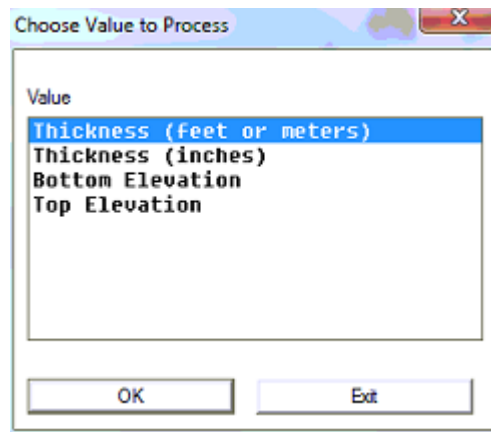 Choose Value to Process
Value
Thickness (feet or meters)
Thickness (inches)
Bottom Elevation
Top Elevation
OK Exit